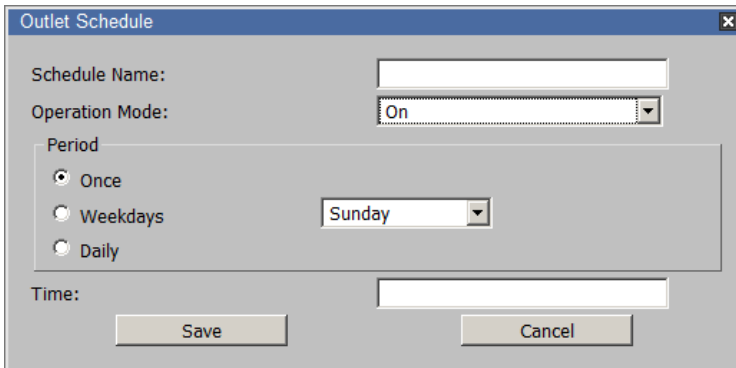 Outlet Schedule
Schedule Name:
Operation Mode: On
Period
Once
Weekdays Sunday
Daily
Time:
Save Cancel